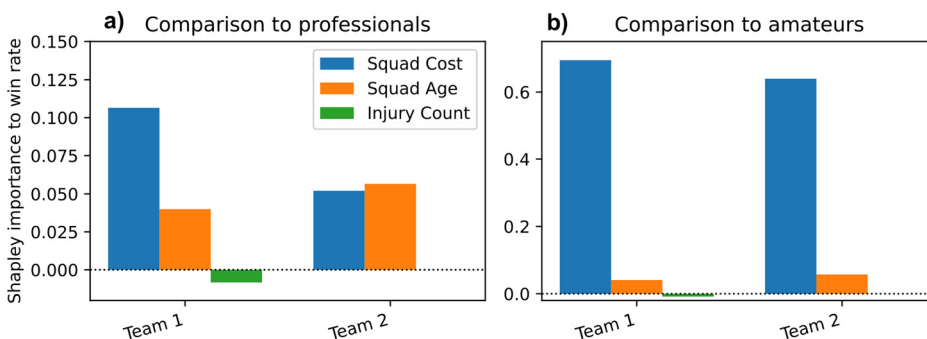 a) Comparison to professionals
Shapley importance to win rate
0.150
0.125
0.100
0.075
0.050
0.025
0.000
Squad Cost
Squad Age
Injury Count
Team 1
Team 2
b) Comparison to amateurs
0.6
0.4
0.2
0.0
Team 1
Team 2